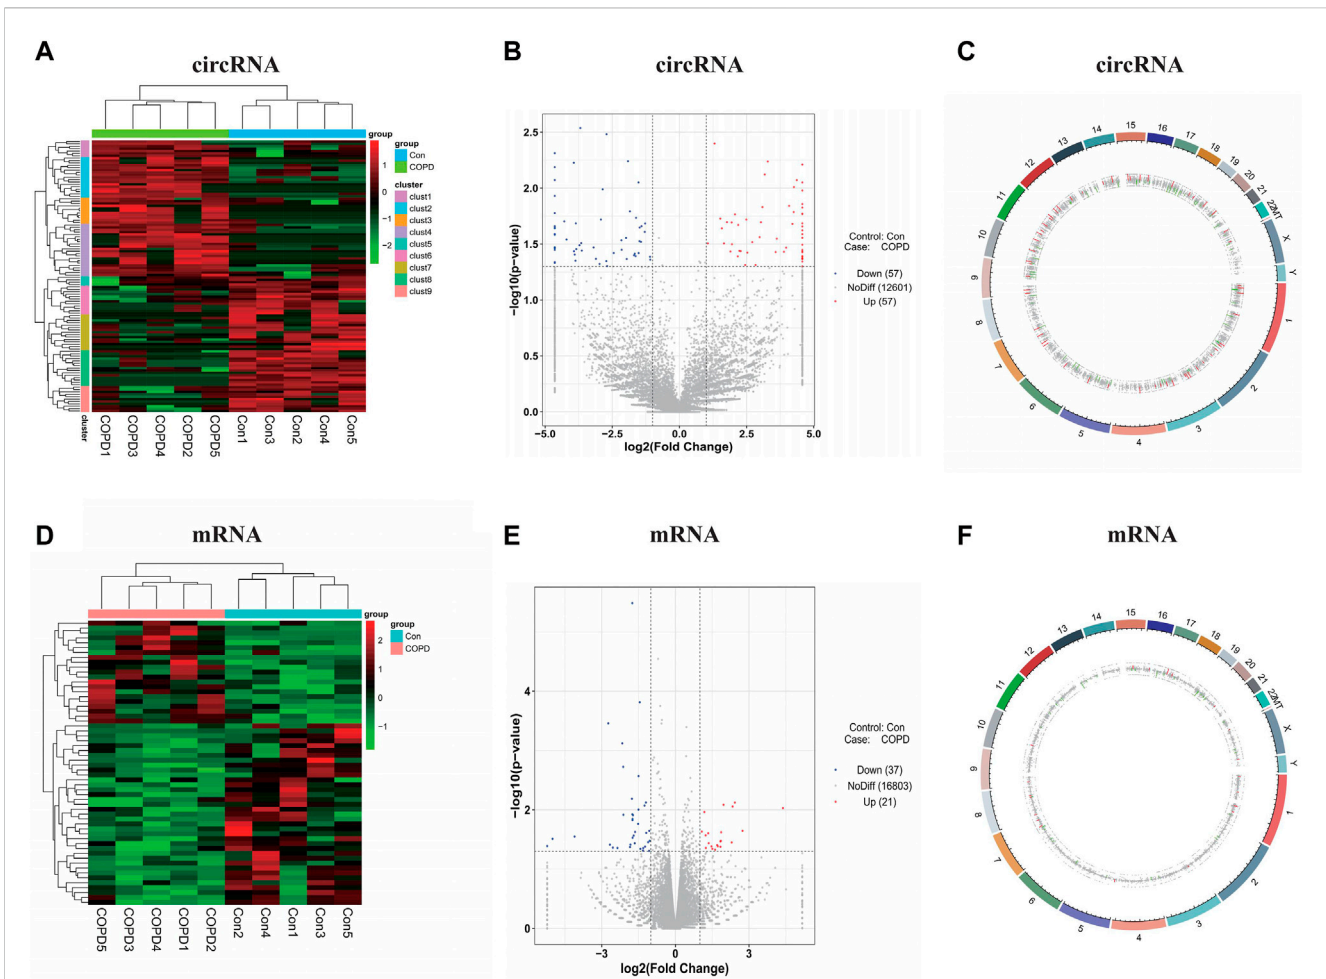 A
circRNA
group
group
Con
COPD
cluster
clust1
clust2
clust3
clust4
clust5
clust6
clust7
clust8
clust9
1
0
−1
−2
cluster
COPD1
COPD3
COPD4
COPD2
COPD5
Con1
Con3
Con2
Con4
Con5
B
circRNA
−log10(p−value)
2.5
2.0
1.5
1.0
0.5
0.0
−5.0 −2.5 0.0 2.5 5.0
log2(Fold Change)
Control: Con
Case: COPD
Down (57)
NoDiff (12601)
Up (57)
C
circRNA
1
2
3
4
5
6
7
8
9
10
11
12
13
14
15
16
17
18
19
20
21
22
MT
X
Y
D
mRNA
group
group
Con
COPD
2
1
0
−1
COPD5
COPD3
COPD4
COPD1
COPD2
Con2
Con4
Con1
Con3
Con5
E
mRNA
−log10(p−value)
4
2
0
−3 0 3
log2(Fold Change)
Control: Con
Case: COPD
Down (37)
NoDiff (16803)
Up (21)
F
mRNA
1
2
3
4
5
6
7
8
9
10
11
12
13
14
15
16
17
18
19
20
21
22
MT
X
Y